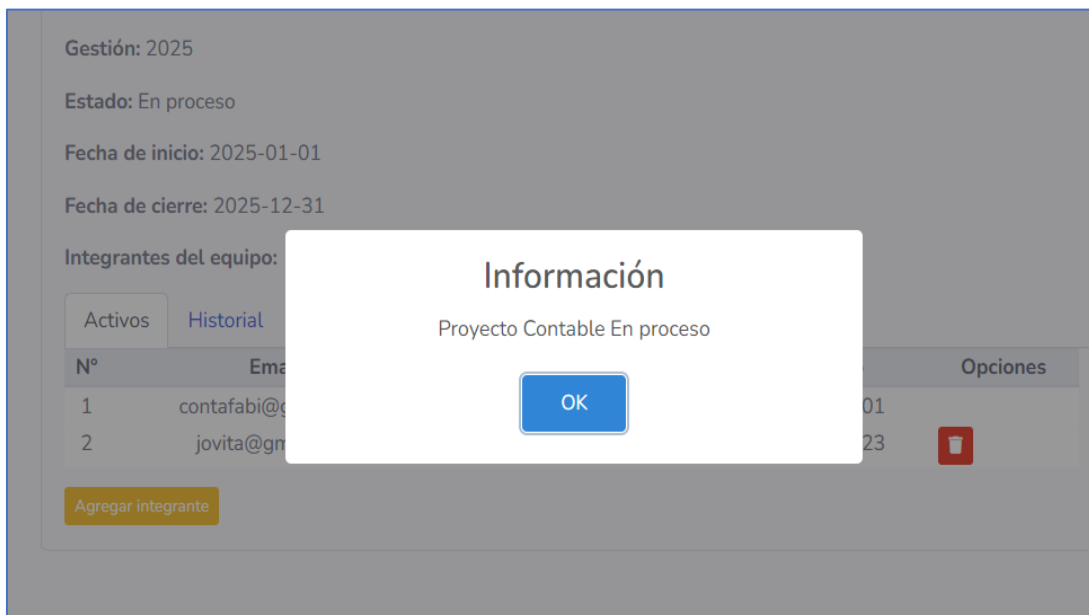 Gestión: 2025
Estado: En proceso
Fecha de inicio: 2025-01-01
Fecha de cierre: 2025-12-31
Integrantes del equipo:
Información
Proyecto Contable En proceso
OK
Activos Historial
N° Opciones
1 01
2 23
Agregar integrante